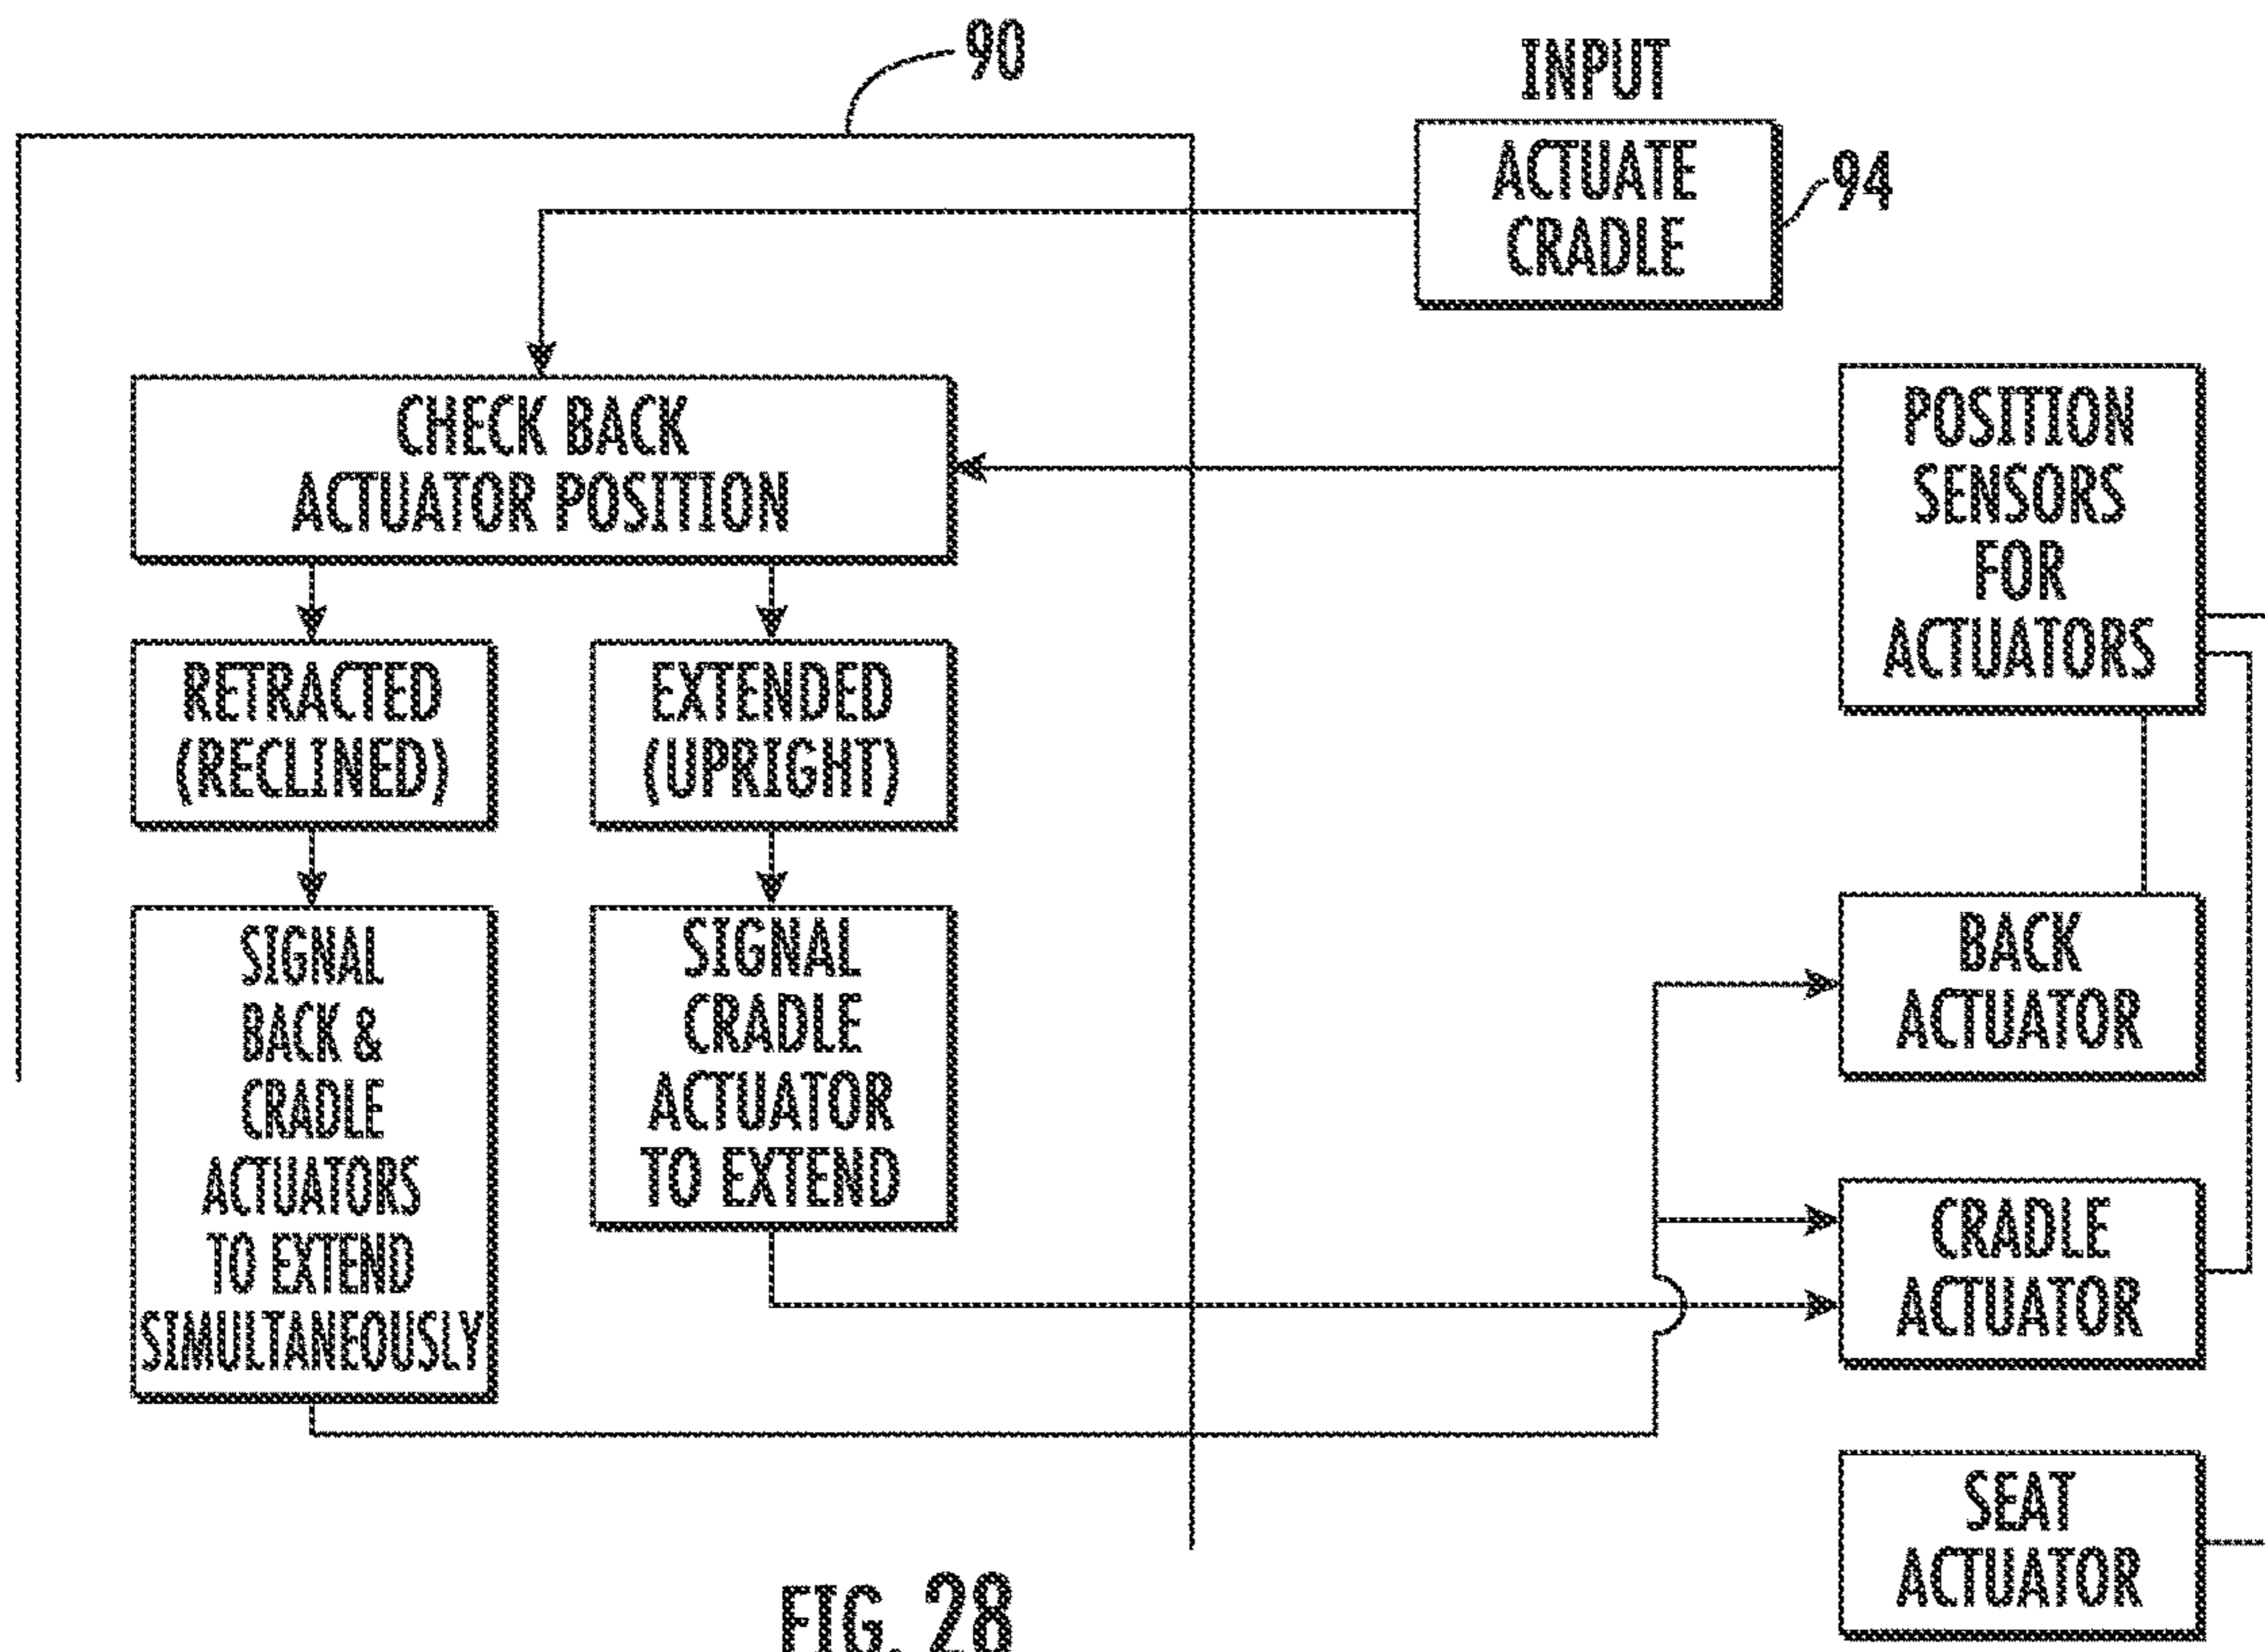 90
INPUT
ACTUATE
CRADLE
94
CHECK BACK
ACTUATOR POSITION
POSITION
SENSORS
FOR
ACTUATORS
RETRACTED
(RECLINED)
EXTENDED
(UPRIGHT)
SIGNAL
BACK &
CRADLE
ACTUATORS
TO EXTEND
SIMULTANEOUSLY
SIGNAL
CRADLE
ACTUATOR
TO EXTEND
BACK
ACTUATOR
CRADLE
ACTUATOR
SEAT
ACTUATOR
FIG. 28